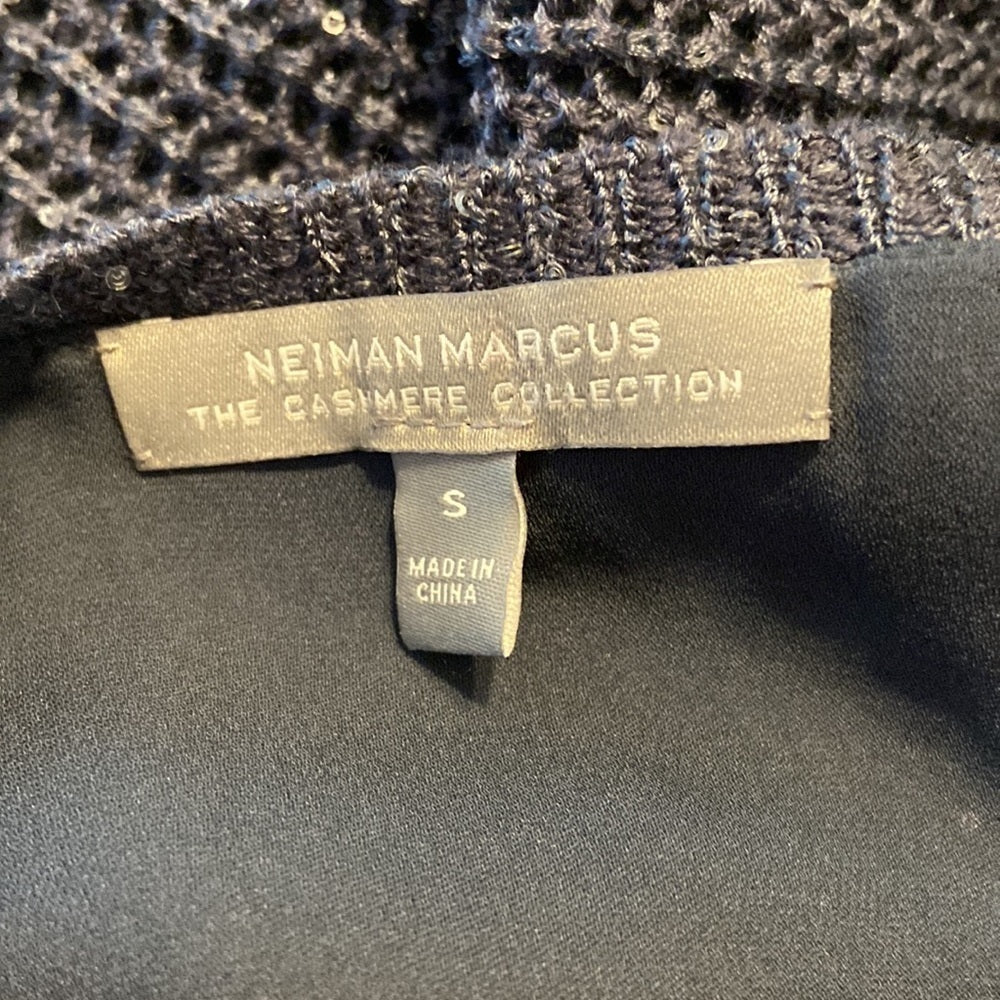 NEIMAN MARCUS
THE CASHMERE COLLECTION
S
MADE IN
CHINA